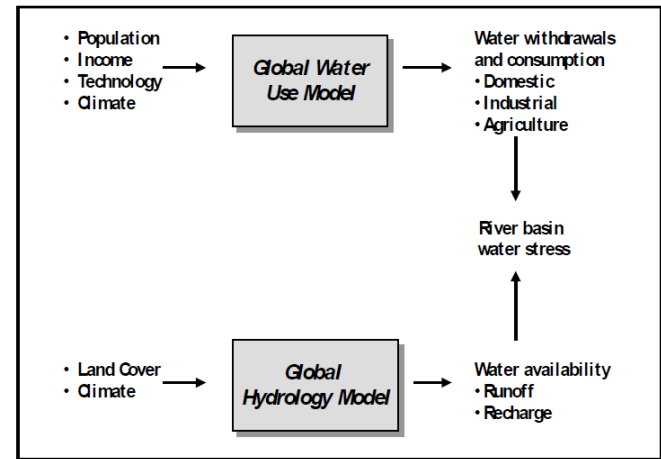 • Population
• Income
• Technology
• Climate
Global Water
Use Model
Water withdrawals
and consumption
• Domestic
• Industrial
• Agriculture
River basin
water stress
• Land Cover
• Climate
Global
Hydrology Model
Water availability
• Runoff
• Recharge